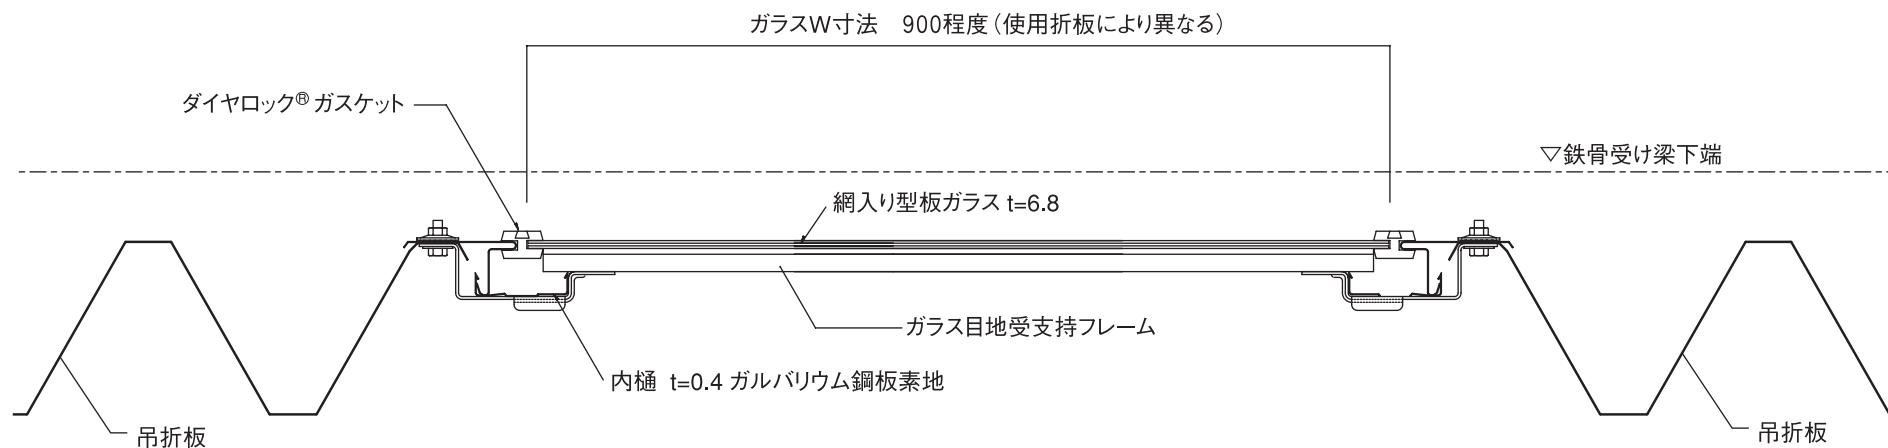 ガラスW寸法　900程度（使用折板により異なる）
ダイヤロック® ガスケット
▽鉄骨受け梁下端
網入り型板ガラス t=6.8
ガラス目地受支持フレーム
内樋 t=0.4 ガルバリウム鋼板素地
吊折板
吊折板